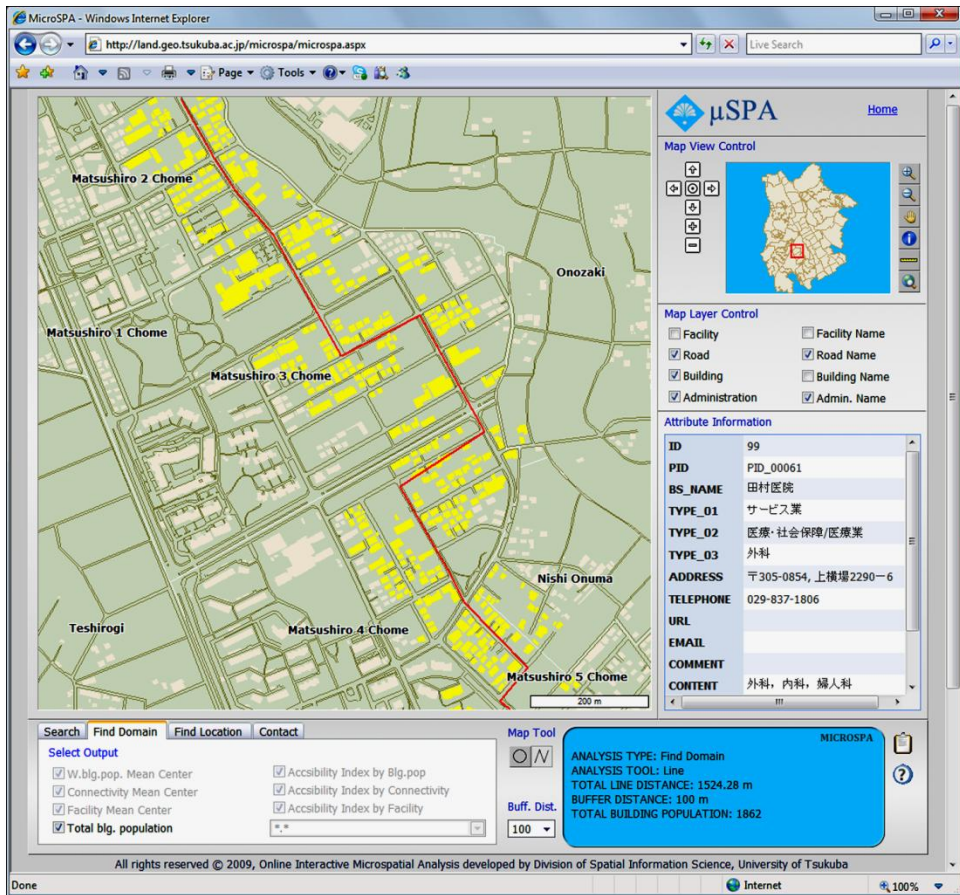 MicroSPA - Windows Internet Explorer
http://land.geo.tsukuba.ac.jp/microspa/microspa.aspx
Live Search
Page
Tools
μSPA
Home
Map View Control
Matsushiro 2 Chome
Onozaki
Matsushiro 1 Chome
Matsushiro 3 Chome
Nishi Onuma
Teshirogi
Matsushiro 4 Chome
Matsushiro 5 Chome
200 m
Map Layer Control
Facility
Facility Name
Road
Road Name
Building
Building Name
Administration
Admin. Name
Attribute Information
ID 99
PID PID_00061
BS_NAME 田村医院
TYPE_01 サービス業
TYPE_02 医療・社会保障/医療業
TYPE_03 外科
ADDRESS 〒305-0854, 上横場2290－6
TELEPHONE 029-837-1806
URL
EMAIL
COMMENT
CONTENT 外科，内科，婦人科
Search
Find Domain
Find Location
Contact
Select Output
W.blg.pop. Mean Center
Accsibility Index by Blg.pop
Connectivity Mean Center
Accsibility Index by Connectivity
Facility Mean Center
Accsibility Index by Facility
Total blg. population
*.*
Map Tool
Buff. Dist.
100
MICROSPA
ANALYSIS TYPE: Find Domain
ANALYSIS TOOL: Line
TOTAL LINE DISTANCE: 1524.28 m
BUFFER DISTANCE: 100 m
TOTAL BUILDING POPULATION: 1862
All rights reserved © 2009, Online Interactive Microspatial Analysis developed by Division of Spatial Information Science, University of Tsukuba
Done
Internet
100%